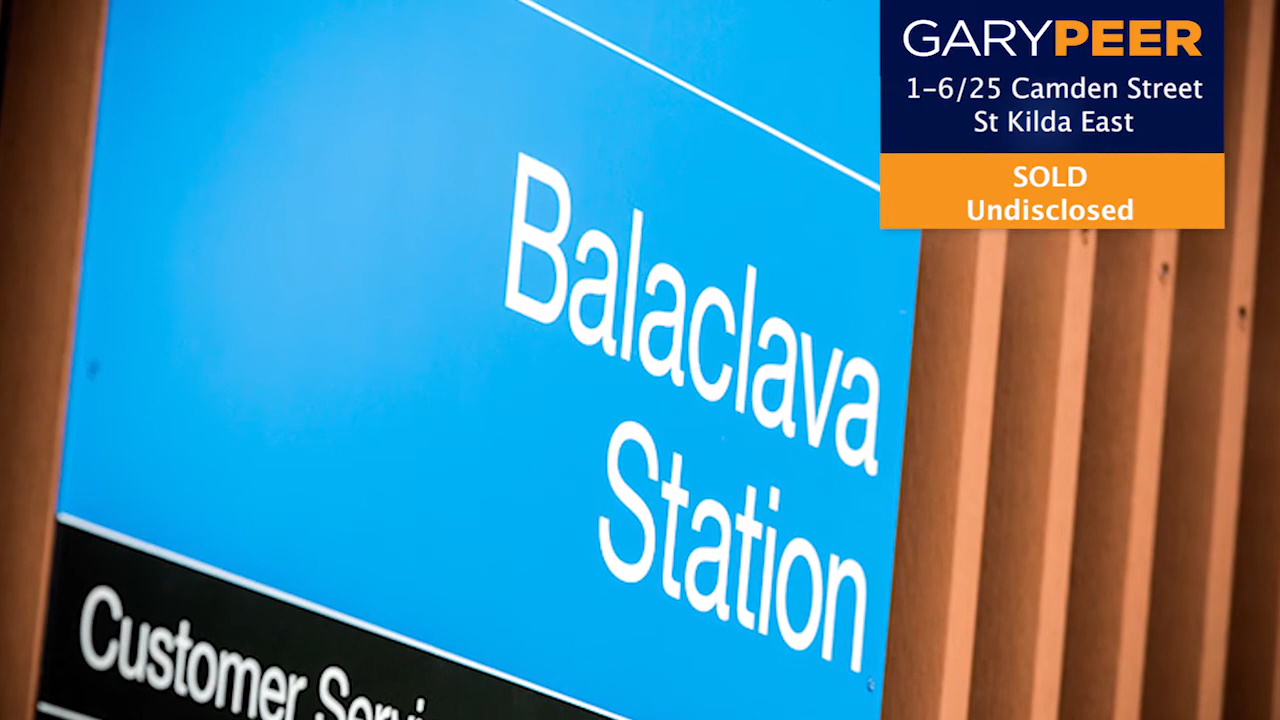 GARYPEER
1-6/25 Camden Street
St Kilda East
SOLD
Undisclosed
Balaclava
Station
Customer